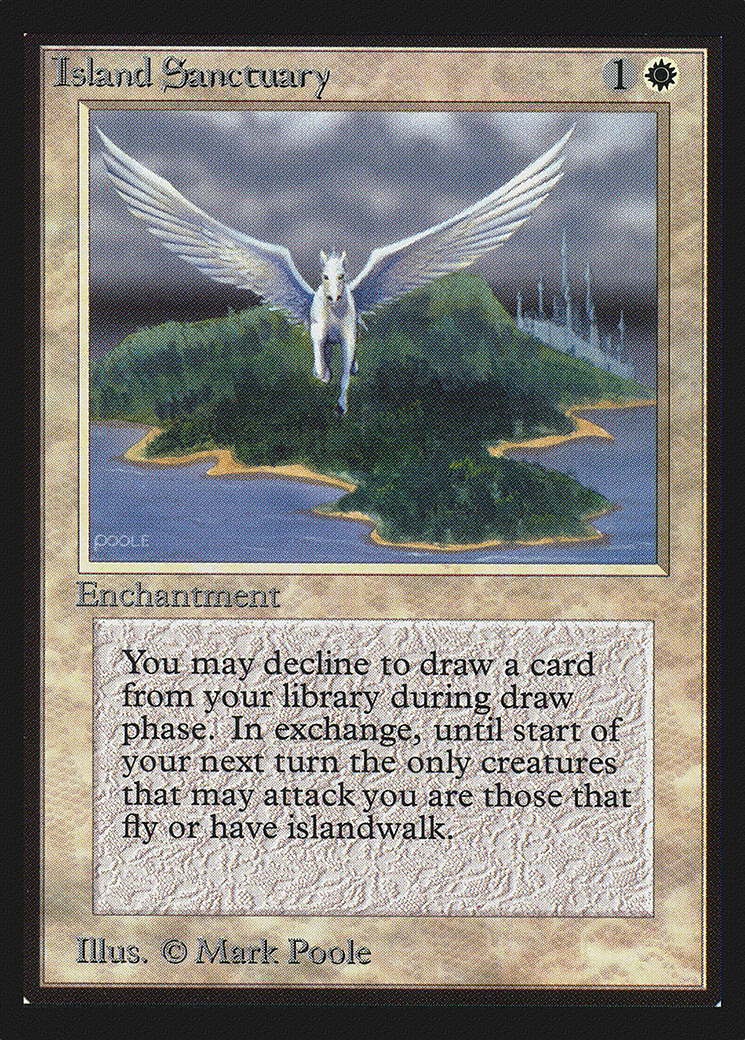 Island Sanctuary 1
POOLE
Enchantment
You may decline to draw a card
from your library during draw
phase. In exchange, until start of
your next turn the only creatures
that may attack you are those that
fly or have islandwalk.
Illus. © Mark Poole